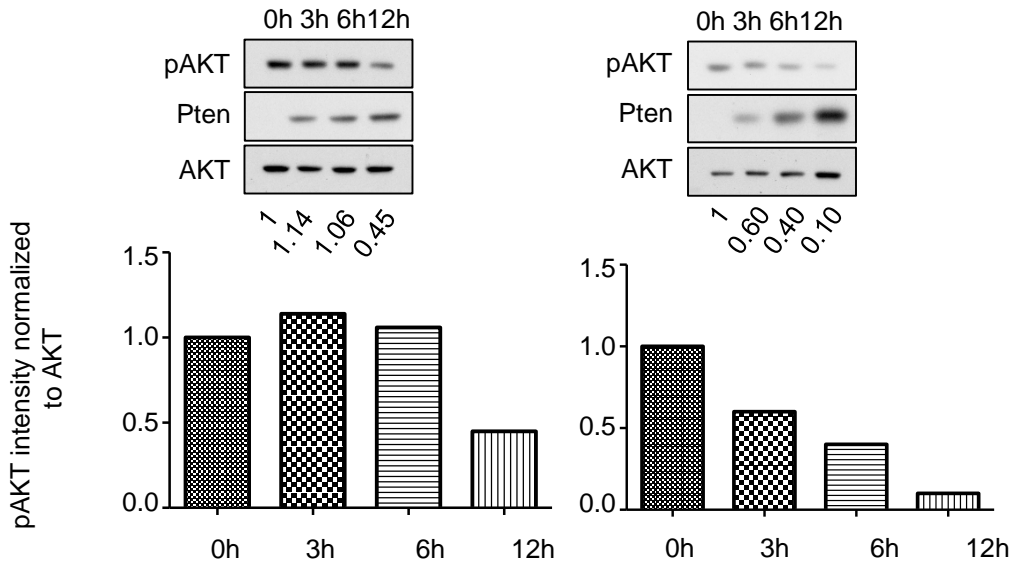 0h 3h 6h12h
pAKT
Pten
AKT
1 1.14 1.06 0.45
pAKT intensity normalized
to AKT
1.5
1.0
0.5
0.0
0h 3h 6h 12h
0h 3h 6h12h
pAKT
Pten
AKT
1 0.60 0.40 0.10
1.5
1.0
0.5
0.0
0h 3h 6h 12h